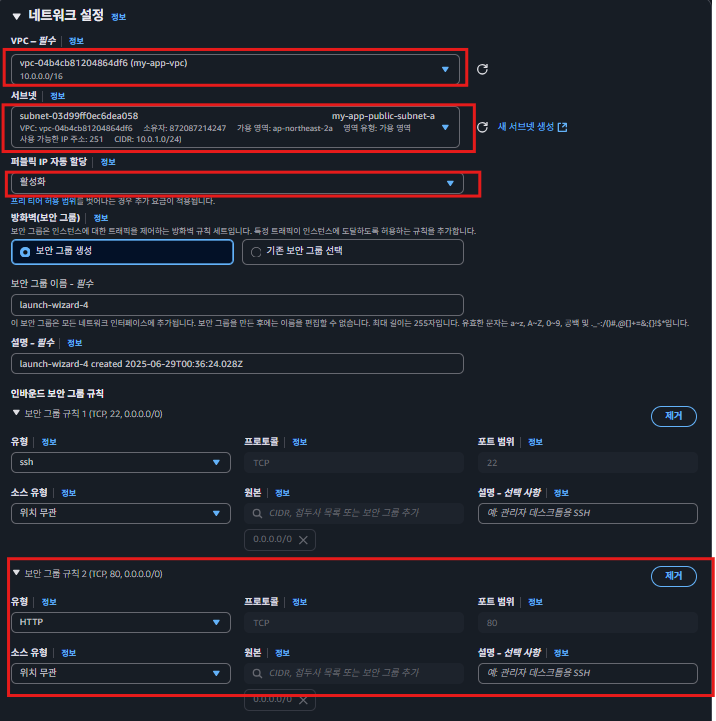 ▼ 네트워크 설정 정보
VPC – 필수 | 정보
vpc-04b4cb81204864df6 (my-app-vpc)
10.0.0.0/16
서브넷 | 정보
subnet-03d99ff0ec6dea058 my-app-public-subnet-a
VPC: vpc-04b4cb81204864df6 소유자: 872087214247 가용 영역: ap-northeast-2a 영역 유형: 가용 영역
사용 가능한 IP 주소: 251 CIDR: 10.0.1.0/24)
새 서브넷 생성
퍼블릭 IP 자동 할당 | 정보
활성화
프리 티어 허용 범위를 벗어나는 경우 추가 요금이 적용됩니다.
방화벽(보안 그룹) | 정보
보안 그룹은 인스턴스에 대한 트래픽을 제어하는 방화벽 규칙 세트입니다. 특정 트래픽이 인스턴스에 도달하도록 허용하는 규칙을 추가합니다.
보안 그룹 생성 기존 보안 그룹 선택
보안 그룹 이름 - 필수
launch-wizard-4
이 보안 그룹은 모든 네트워크 인터페이스에 추가됩니다. 보안 그룹을 만든 후에는 이름을 편집할 수 없습니다. 최대 길이는 255자입니다. 유효한 문자는 a~z, A~Z, 0~9, 공백 및 ._-:/()#,@[]+=&;{}!$*입니다.
설명 – 필수 | 정보
launch-wizard-4 created 2025-06-29T00:36:24.028Z
인바운드 보안 그룹 규칙
▼ 보안 그룹 규칙 1 (TCP, 22, 0.0.0.0/0) 제거
유형 | 정보 프로토콜 | 정보 포트 범위 | 정보
ssh TCP 22
소스 유형 | 정보 원본 | 정보 설명 – 선택 사항 | 정보
위치 무관 CIDR, 접두사 목록 또는 보안 그룹 추가 예: 관리자 데스크톱용 SSH
0.0.0.0/0 ×
▼ 보안 그룹 규칙 2 (TCP, 80, 0.0.0.0/0) 제거
유형 | 정보 프로토콜 | 정보 포트 범위 | 정보
HTTP TCP 80
소스 유형 | 정보 원본 | 정보 설명 – 선택 사항 | 정보
위치 무관 CIDR, 접두사 목록 또는 보안 그룹 추가 예: 관리자 데스크톱용 SSH
0.0.0.0/0 ×